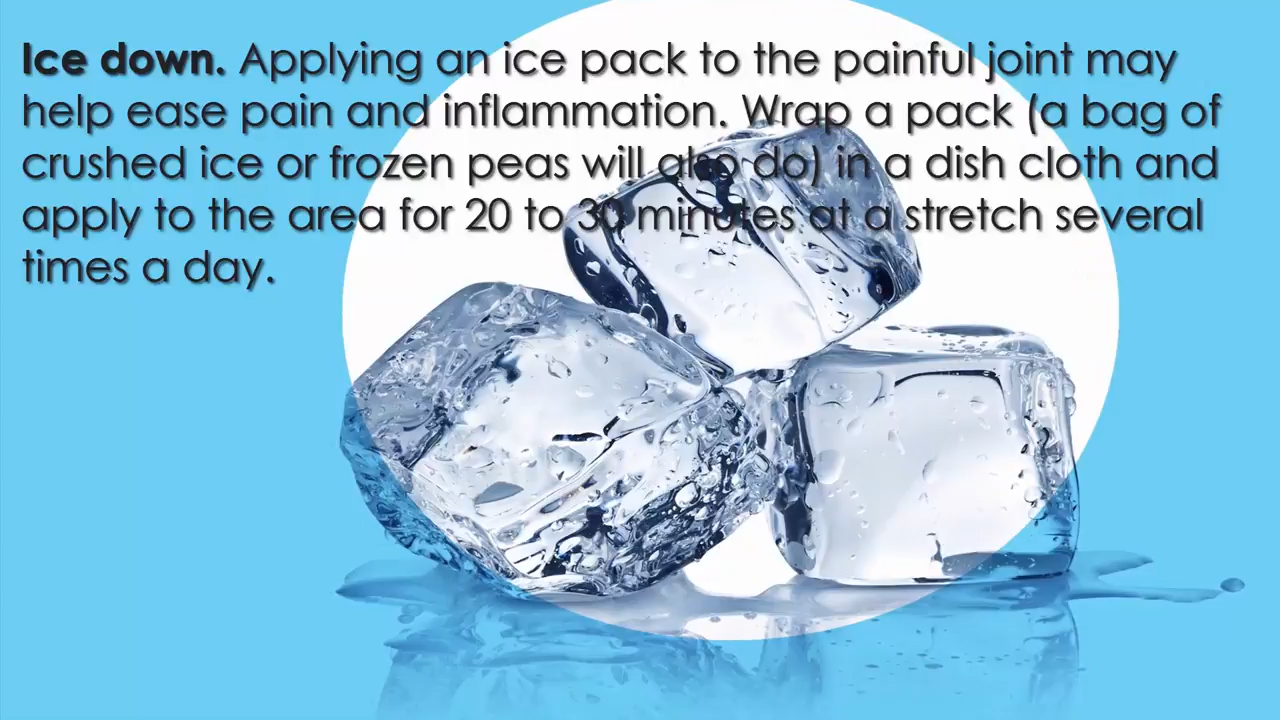 Ice down. Applying an ice pack to the painful joint may
help ease pain and inflammation. Wrap a pack (a bag of
crushed ice or frozen peas will also do) in a dish cloth and
apply to the area for 20 to 30 minutes at a stretch several
times a day.